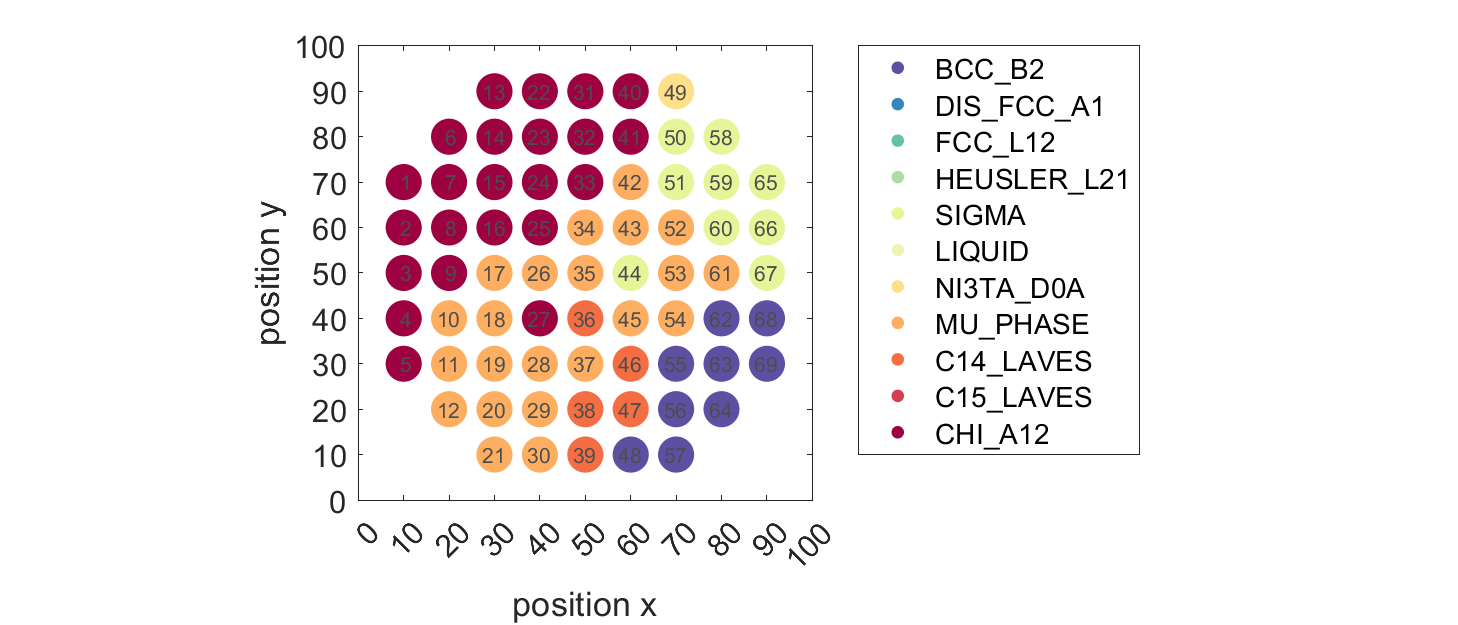 100
13 22 31 40 49
90
6 14 23 32 41 50 58
80
1 7 15 24 33 42 51 59 65
70
2 8 16 25 34 43 52 60 66
60
3 9 17 26 35 44 53 61 67
50
4 10 18 27 36 45 54 62 68
40
5 11 19 28 37 46 55 63 69
30
12 20 29 38 47 56 64
20
21 30 39 48 57
10
0
position y
0 10 20 30 40 50 60 70 80 90 100
position x
BCC_B2
DIS_FCC_A1
FCC_L12
HEUSLER_L21
SIGMA
LIQUID
NI3TA_D0A
MU_PHASE
C14_LAVES
C15_LAVES
CHI_A12